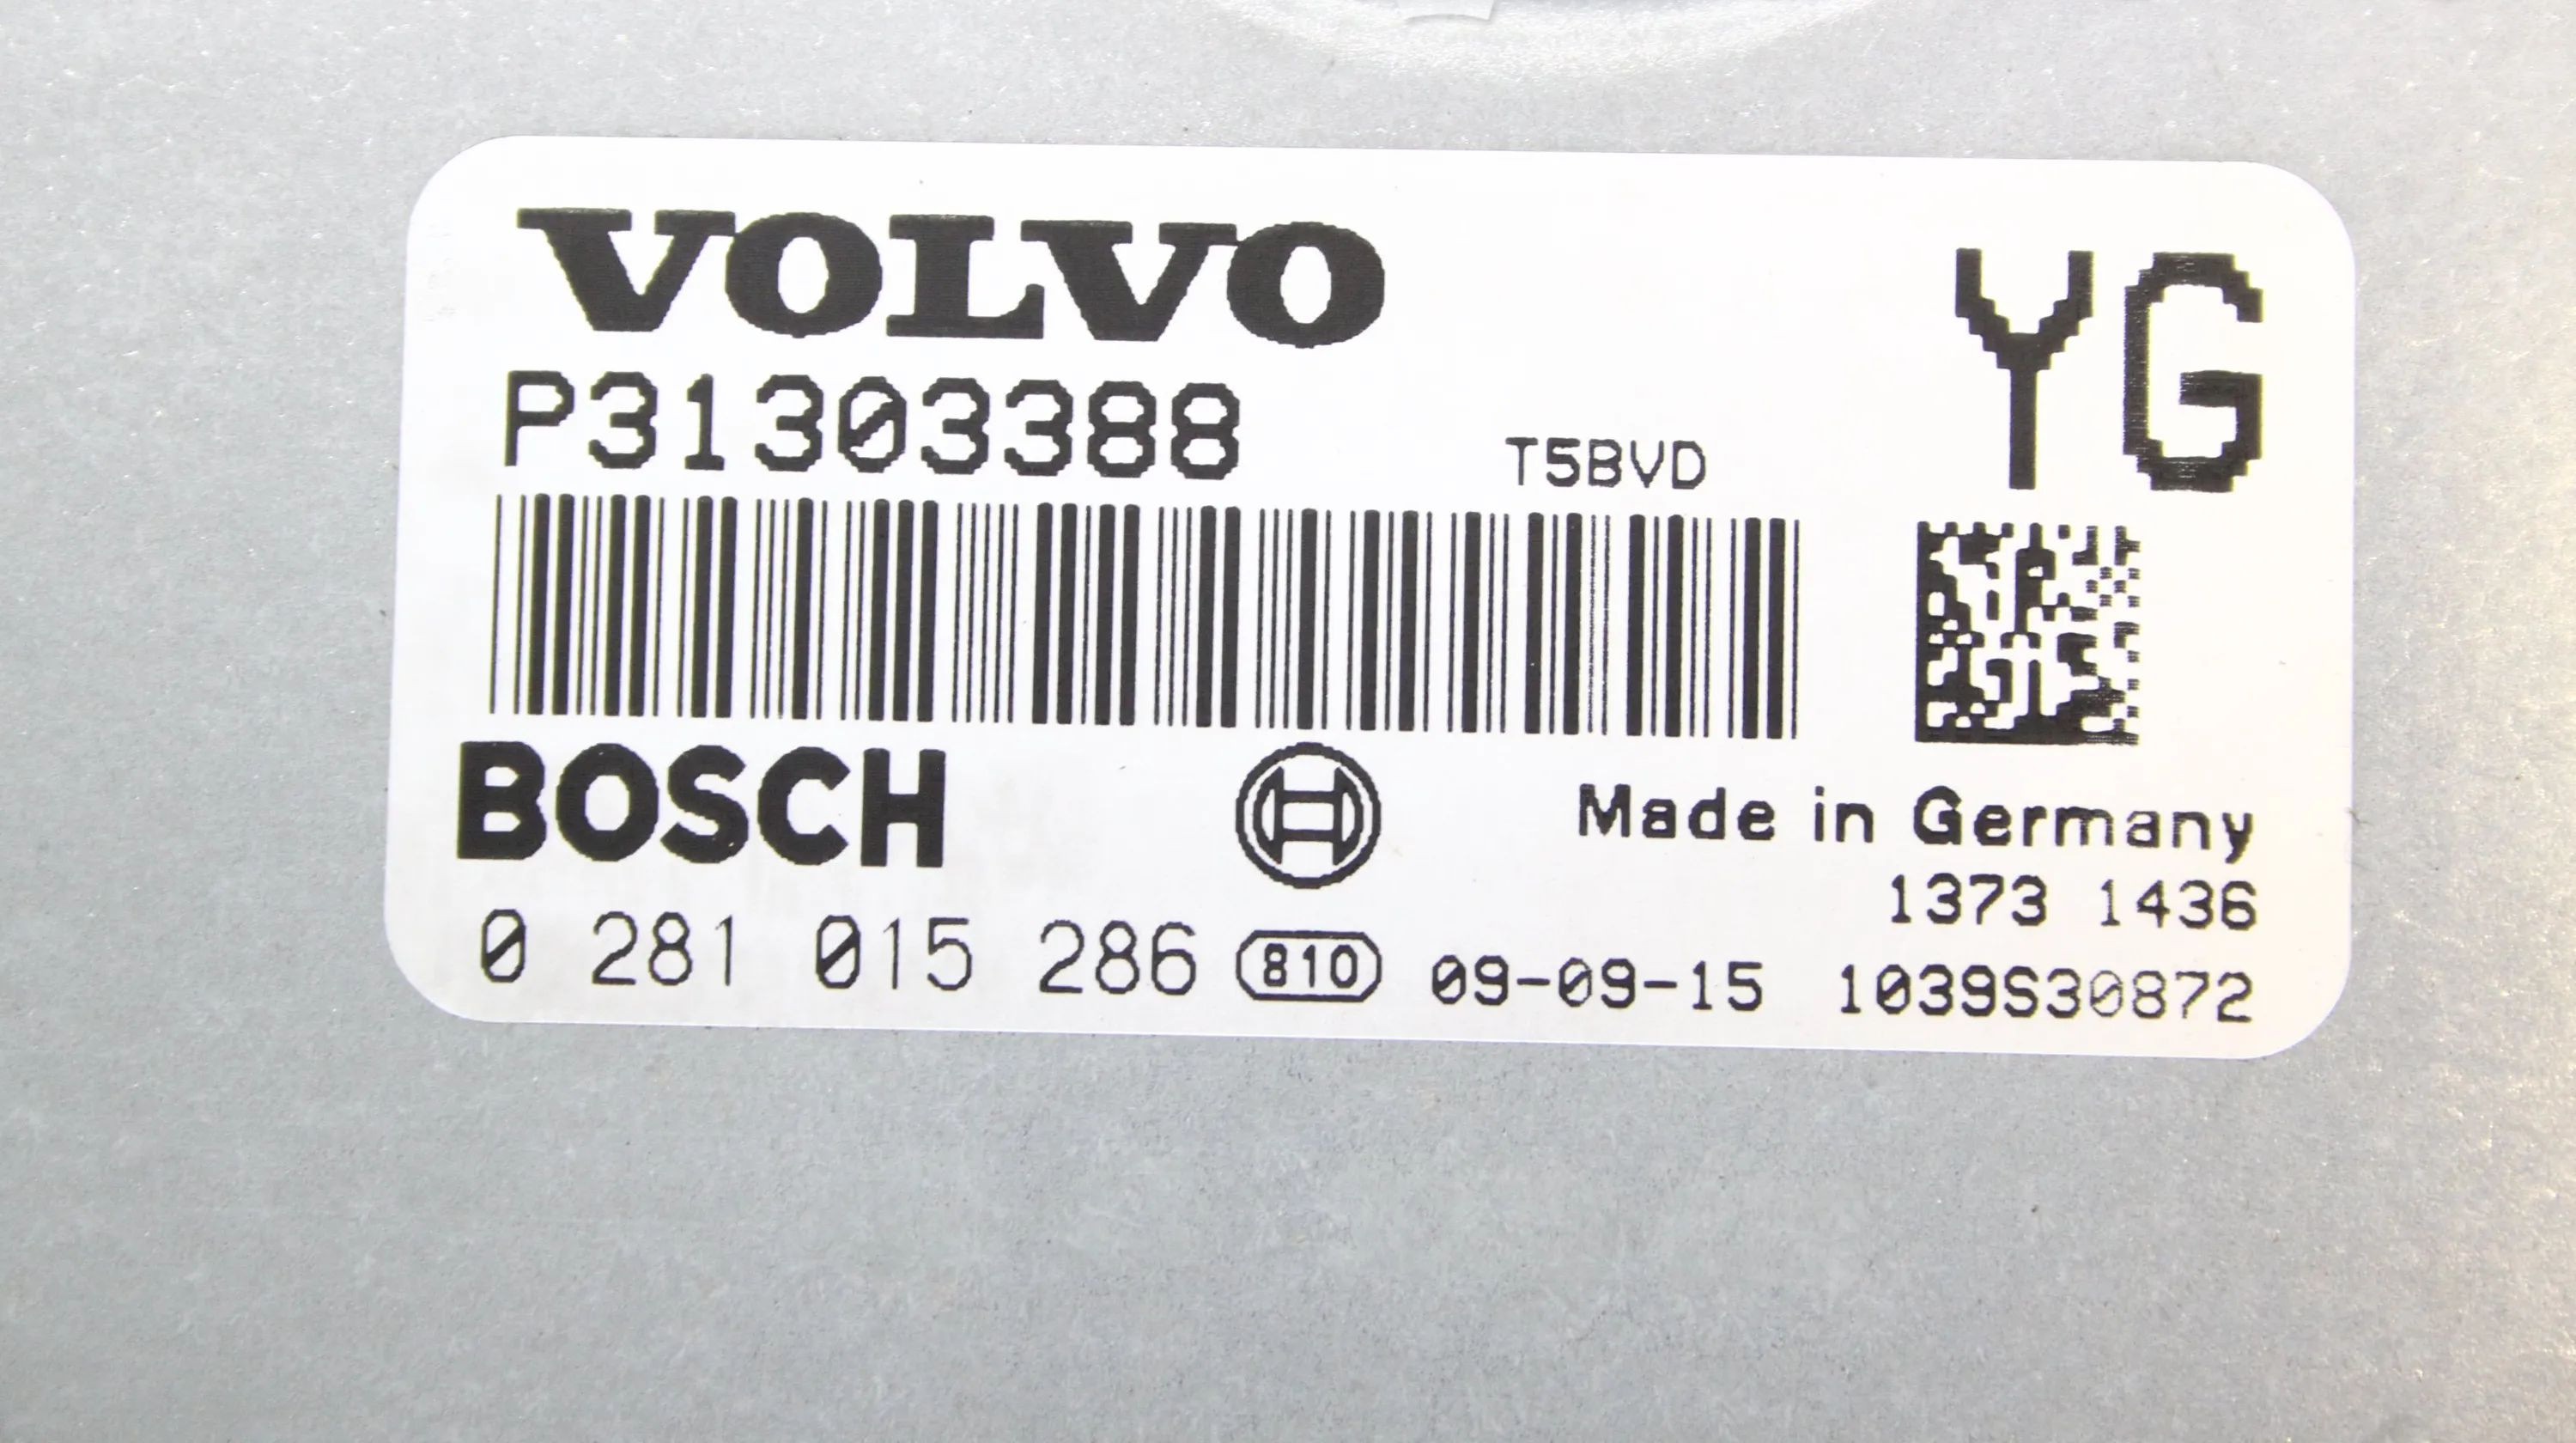 VOLVO
YG
P31303388
T5BVD
BOSCH
Made in Germany
1373 1436
0 281 015 286 810 09-09-15 1039S30872